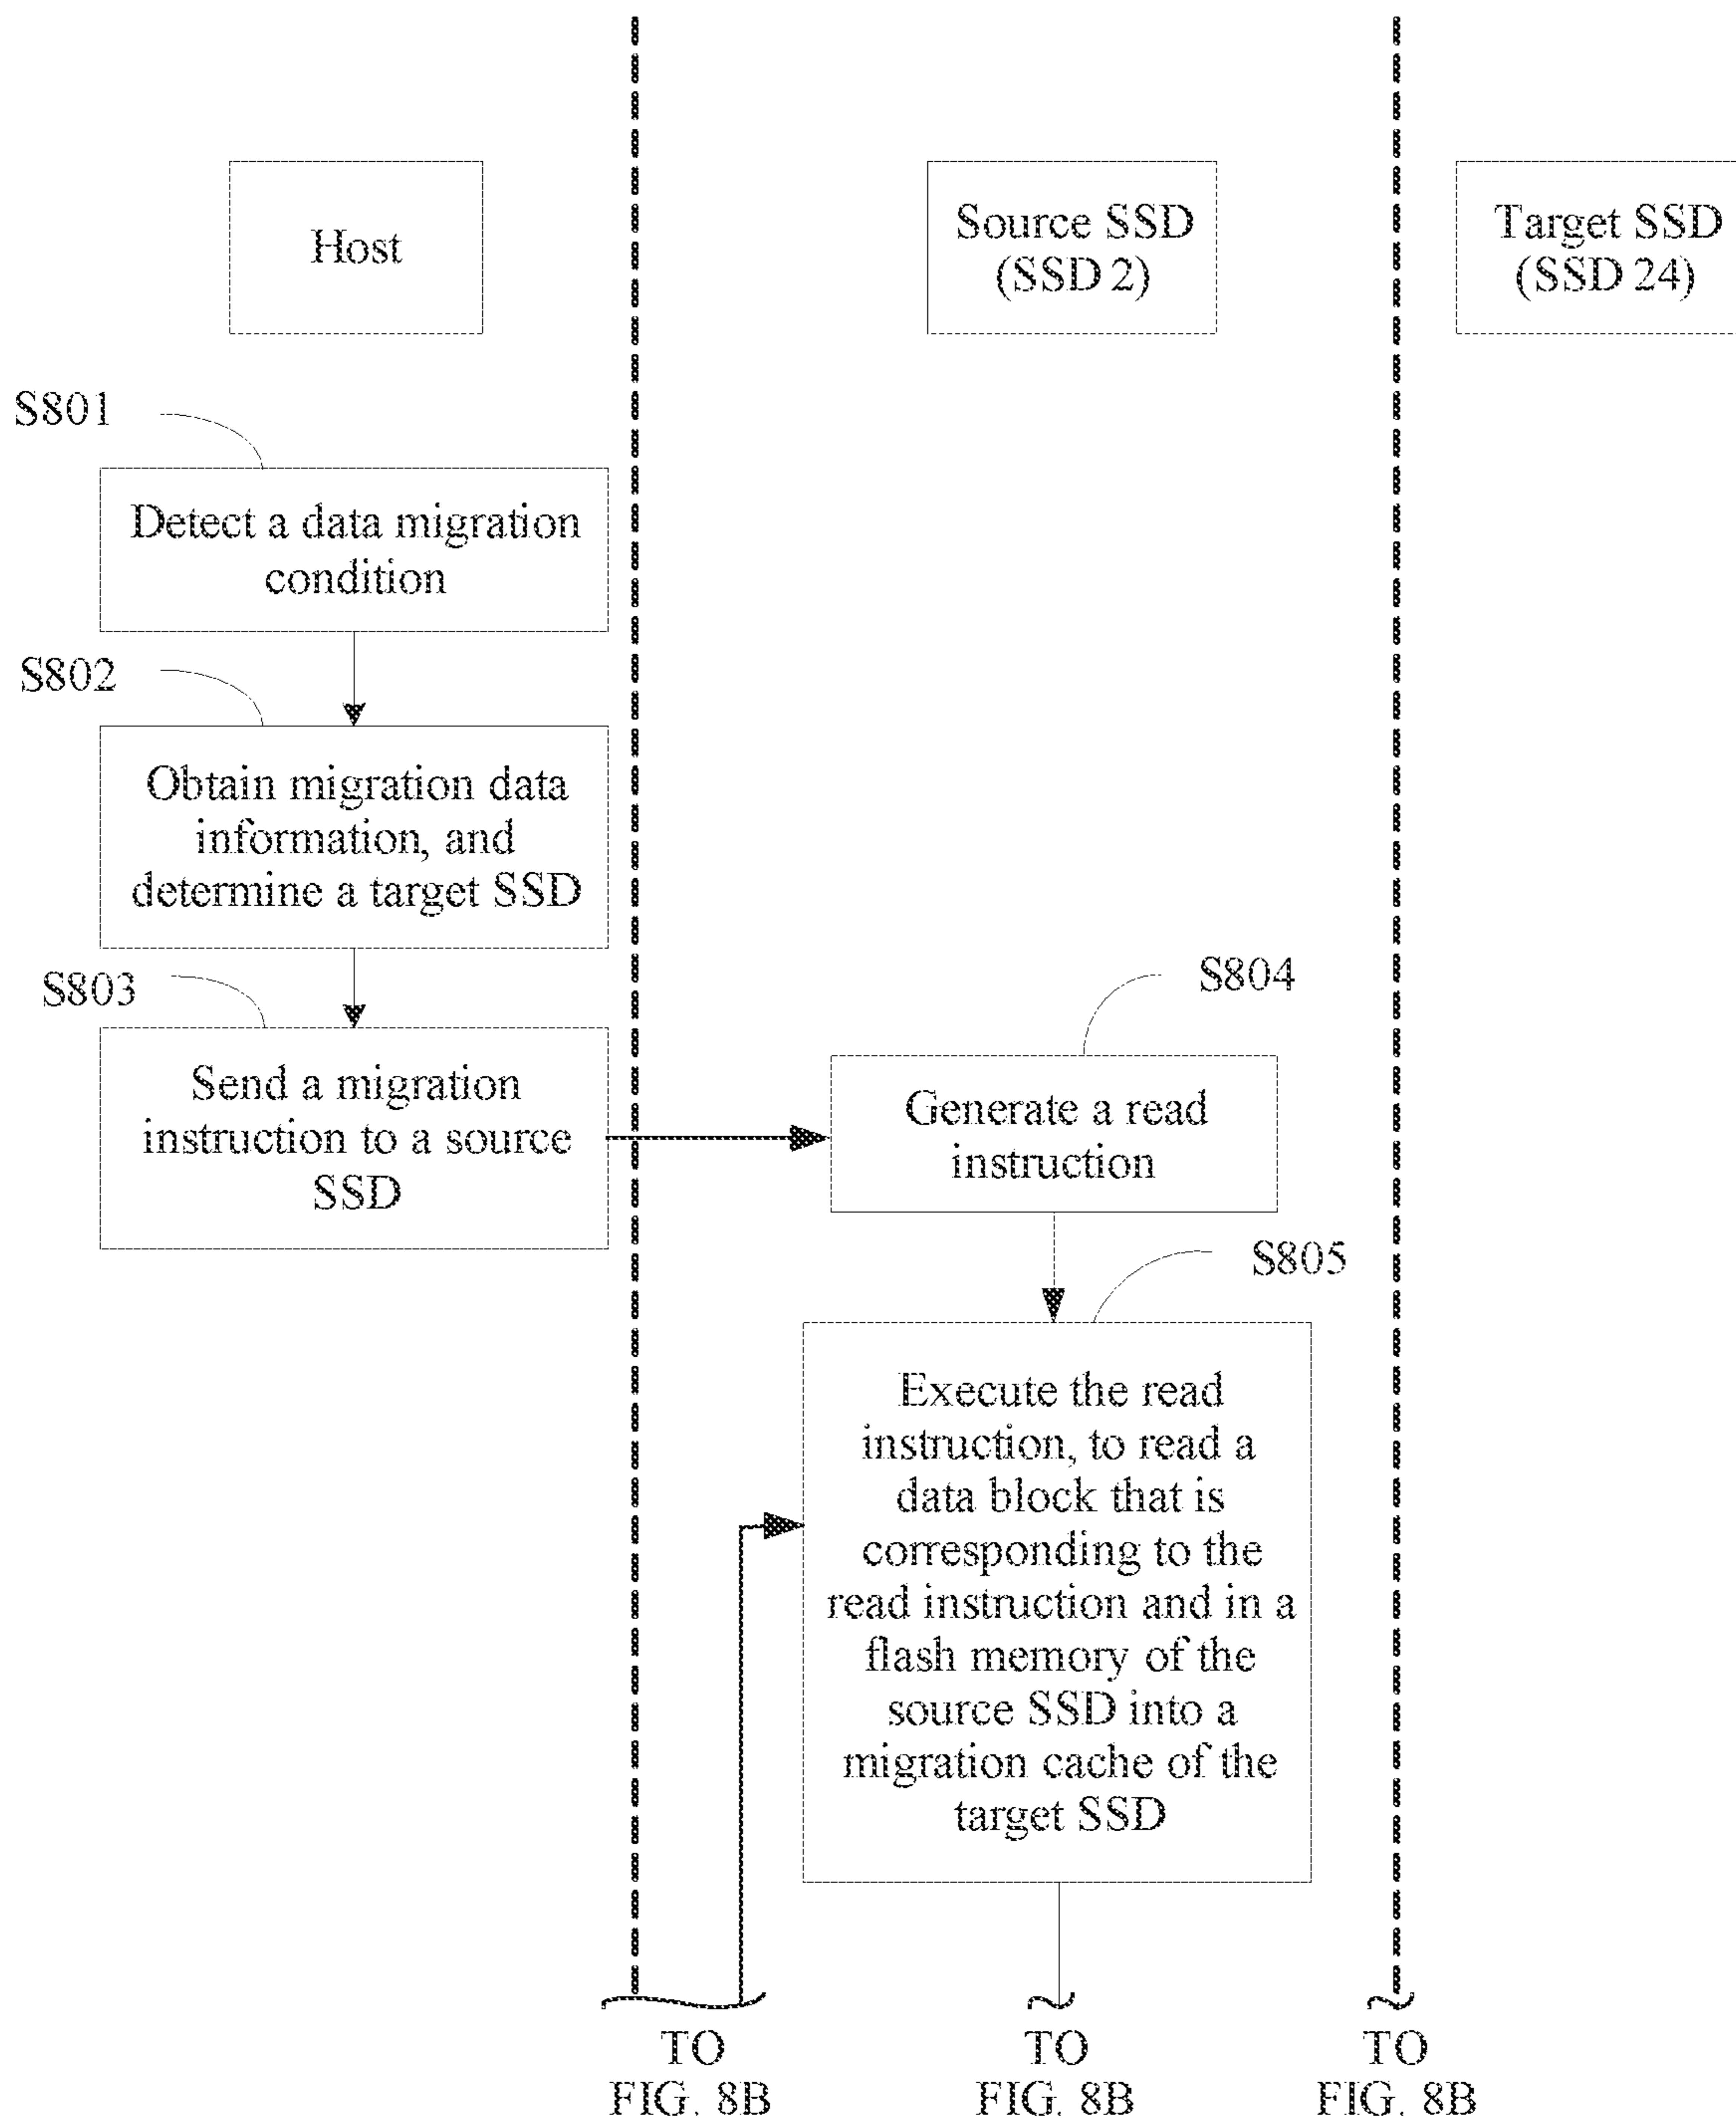 Host
Source SSD
(SSD 2)
Target SSD
(SSD 24)
S801
Detect a data migration
condition
S802
Obtain migration data
information, and
determine a target SSD
S803
Send a migration
instruction to a source
SSD
S804
Generate a read
instruction
S805
Execute the read
instruction, to read a
data block that is
corresponding to the
read instruction and in a
flash memory of the
source SSD into a
migration cache of the
target SSD
TO
FIG. 8B
TO
FIG. 8B
TO
FIG. 8B